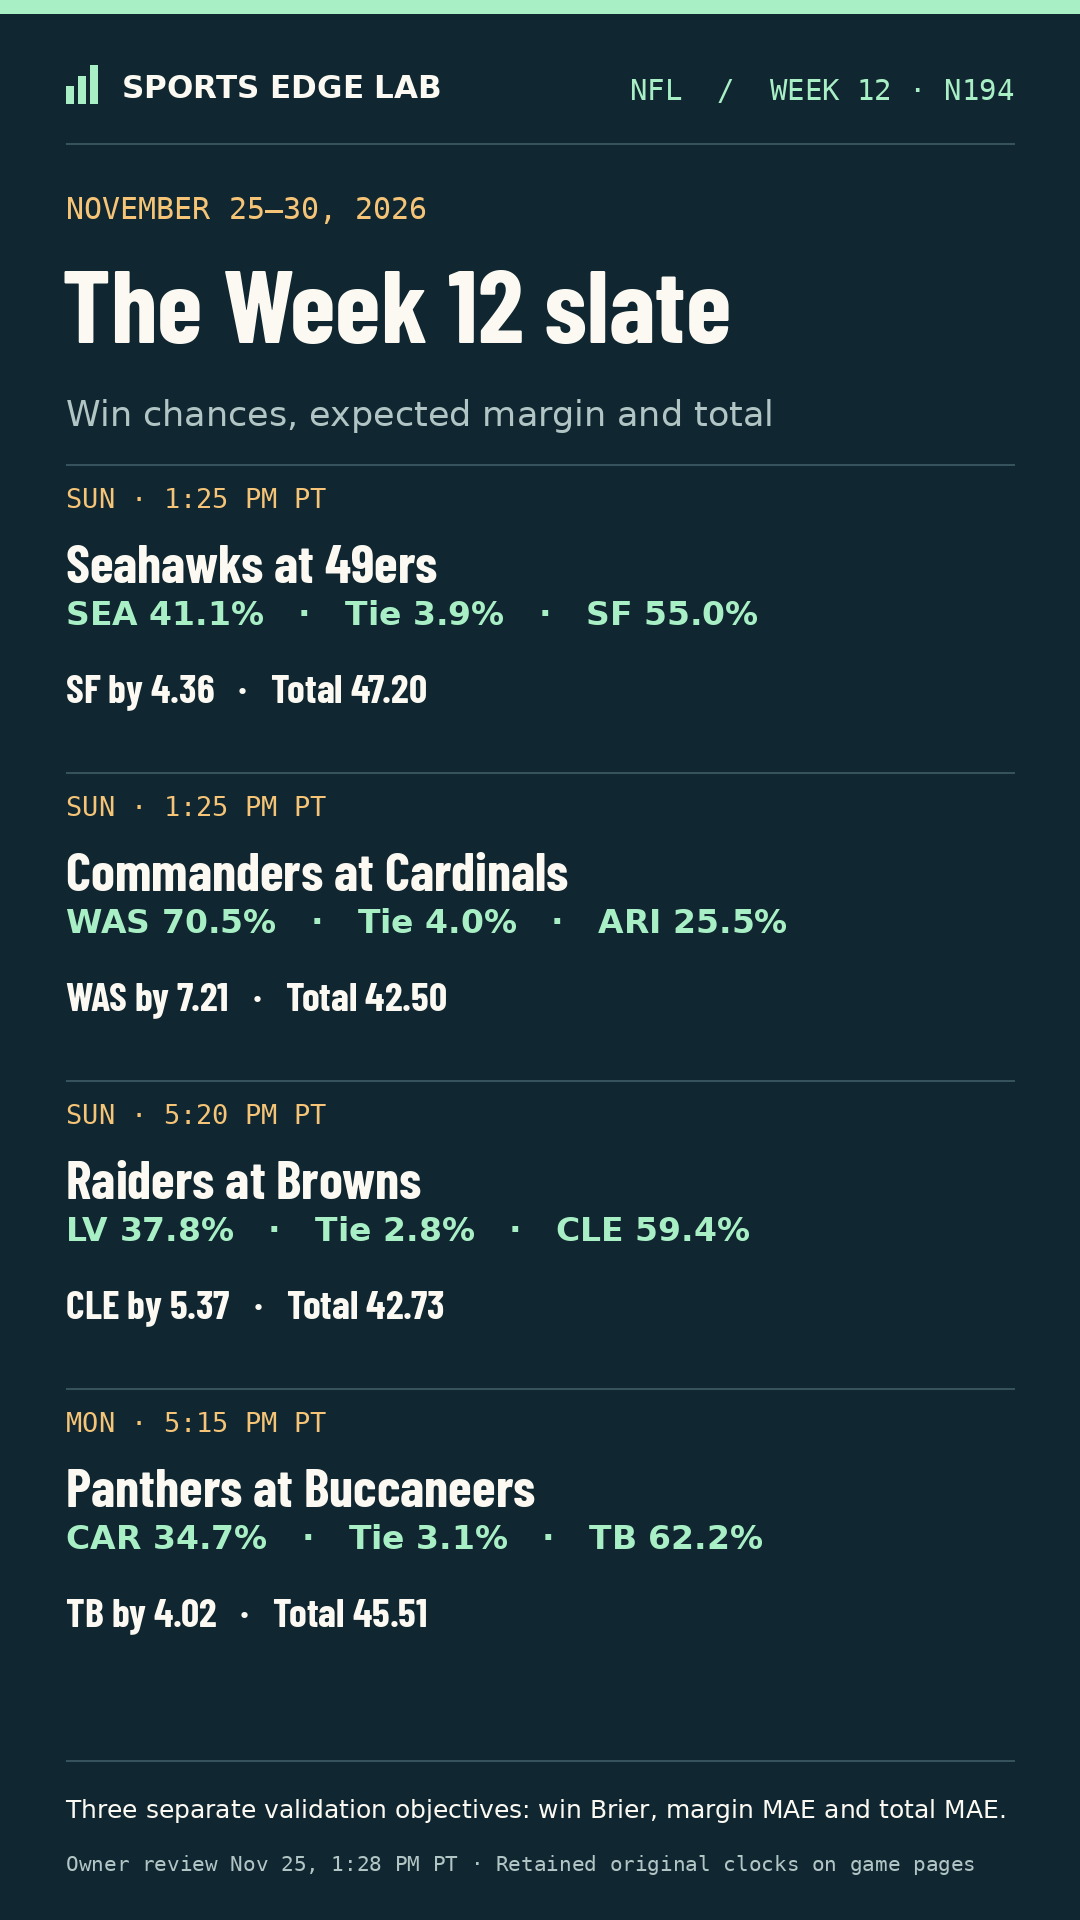 SPORTS EDGE LAB
NFL / WEEK 12 · N194
NOVEMBER 25–30, 2026
The Week 12 slate
Win chances, expected margin and total
SUN · 1:25 PM PT
Seahawks at 49ers
SEA 41.1% · Tie 3.9% · SF 55.0%
SF by 4.36 · Total 47.20
SUN · 1:25 PM PT
Commanders at Cardinals
WAS 70.5% · Tie 4.0% · ARI 25.5%
WAS by 7.21 · Total 42.50
SUN · 5:20 PM PT
Raiders at Browns
LV 37.8% · Tie 2.8% · CLE 59.4%
CLE by 5.37 · Total 42.73
MON · 5:15 PM PT
Panthers at Buccaneers
CAR 34.7% · Tie 3.1% · TB 62.2%
TB by 4.02 · Total 45.51
Three separate validation objectives: win Brier, margin MAE and total MAE.
Owner review Nov 25, 1:28 PM PT · Retained original clocks on game pages